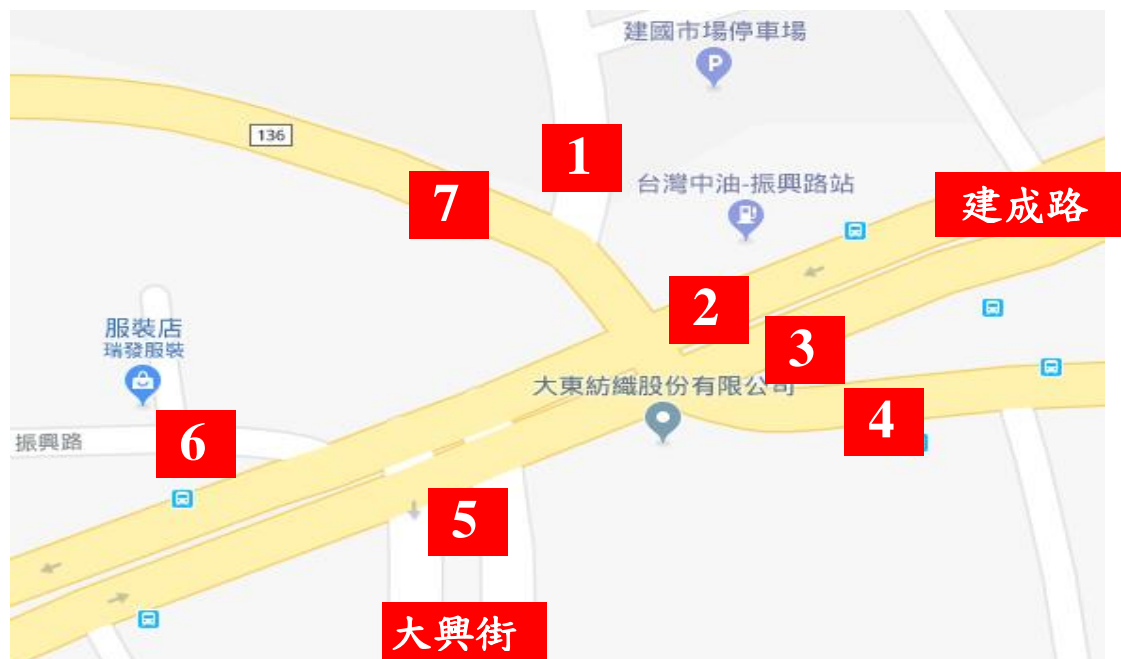 建國市場停車場
P
136
1
台灣中油-振興路站
7
建成路
2
服裝店
瑞發服裝
3
大東紡織股份有限公司
4
振興路
6
5
大興街